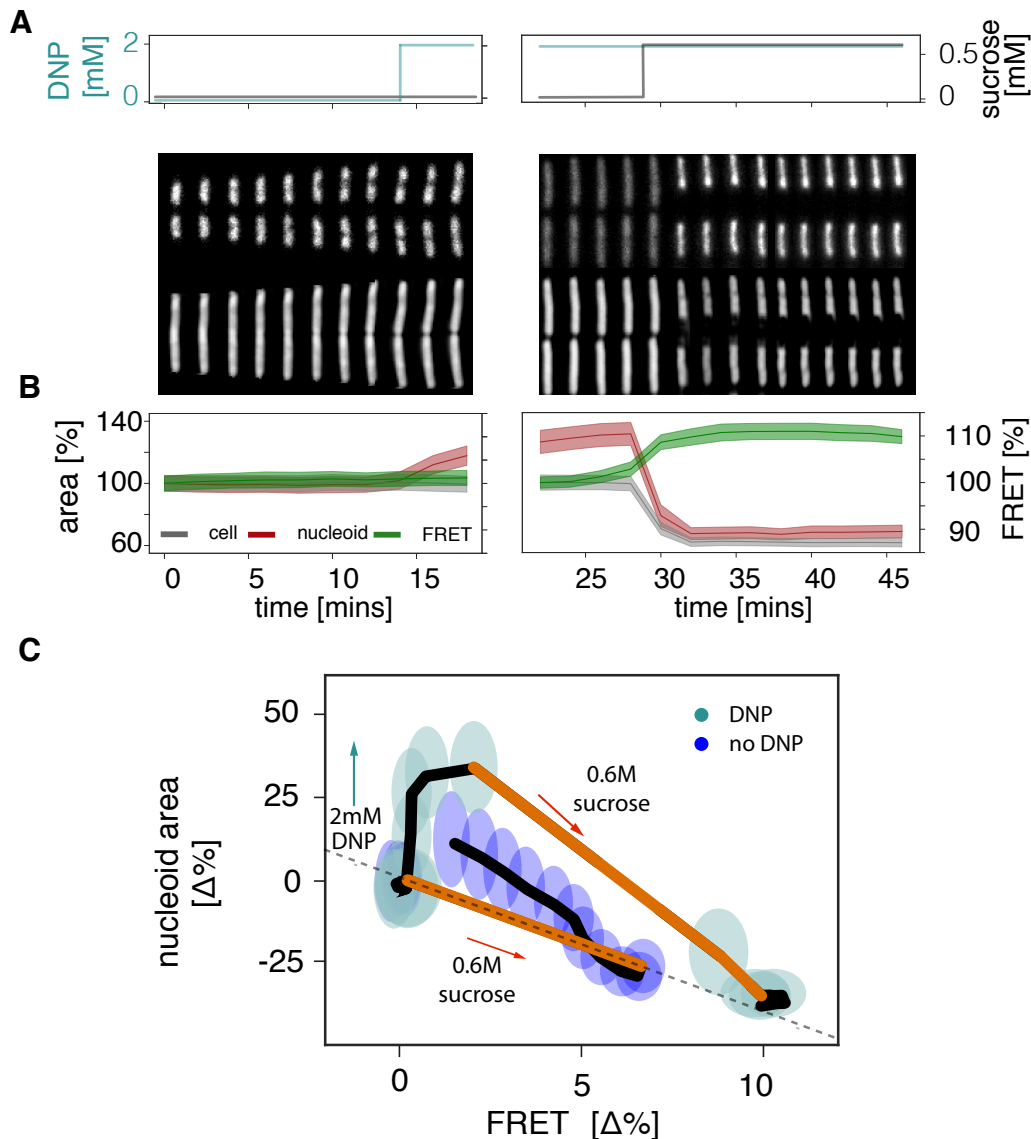 A
DNP
[mM]
2
0
0.5
0
sucrose
[mM]
B
area [%]
140
100
60
cell nucleoid FRET
0 5 10 15
time [mins]
25 30 35 40 45
time [mins]
110
100
90
FRET [%]
C
nucleoid area
[Δ%]
50
25
0
-25
2mM
DNP
DNP
no DNP
0.6M
sucrose
0.6M
sucrose
0 5 10
FRET [Δ%]